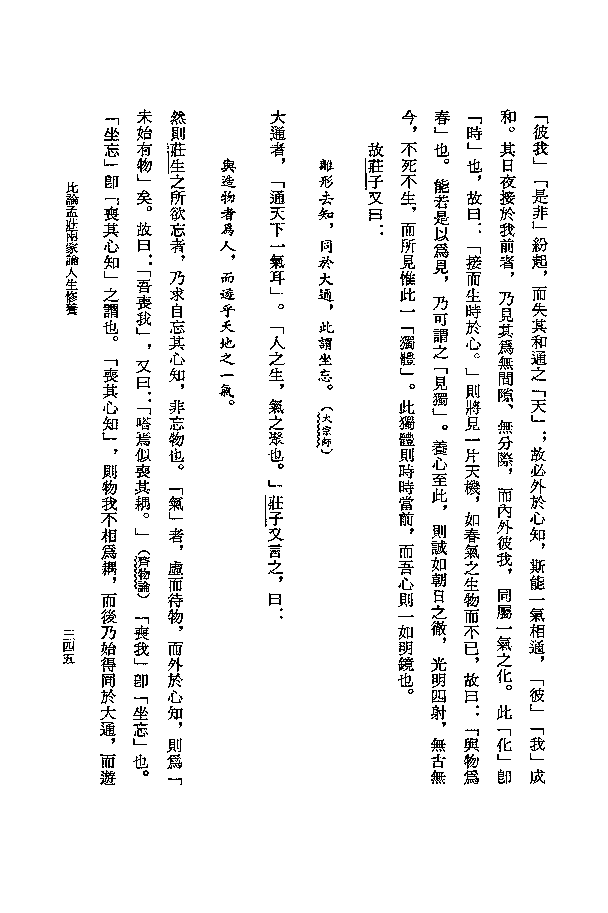 「彼我」「是非」紛起，而失其和通之「天」；故必外於心知，斯能一氣相通，「彼」「我」成
和。其日夜接於我前者，乃見其為無間隙、無分際，而內外彼我，同屬一氣之化。此「化」卽
「時」也，故曰：「接而生時於心。」則將見一片天機，如春氣之生物而不已，故曰：「與物為
春」也。能若是以為見，乃可謂之「見獨」。養心至此，則誠如朝日之徹，光明四射，無古無
今，不死不生，而所見惟此一「獨體」。此獨體則時時當前，而吾心則一如明鏡也。
故莊子又曰：
離形去知，同於大通，此謂坐忘。（大宗師）
大通者，「通天下一氣耳」。「人之生，氣之聚也。」莊子又言之，曰：
與造物者為人，而遊乎天地之一氣。
然則莊生之所欲忘者，乃求自忘其心知，非忘物也。「氣」者，虛而待物，而外於心知，則為「
未始有物」矣。故曰：「吾喪我」，又曰：「嗒焉似喪其耦。」（齊物論）「喪我」卽「坐忘」也。
「坐忘」卽「喪其心知」之謂也。「喪其心知」，則物我不相為耦，而後乃始得同於大通，而遊
比論孟莊兩家論人生修養
三四五